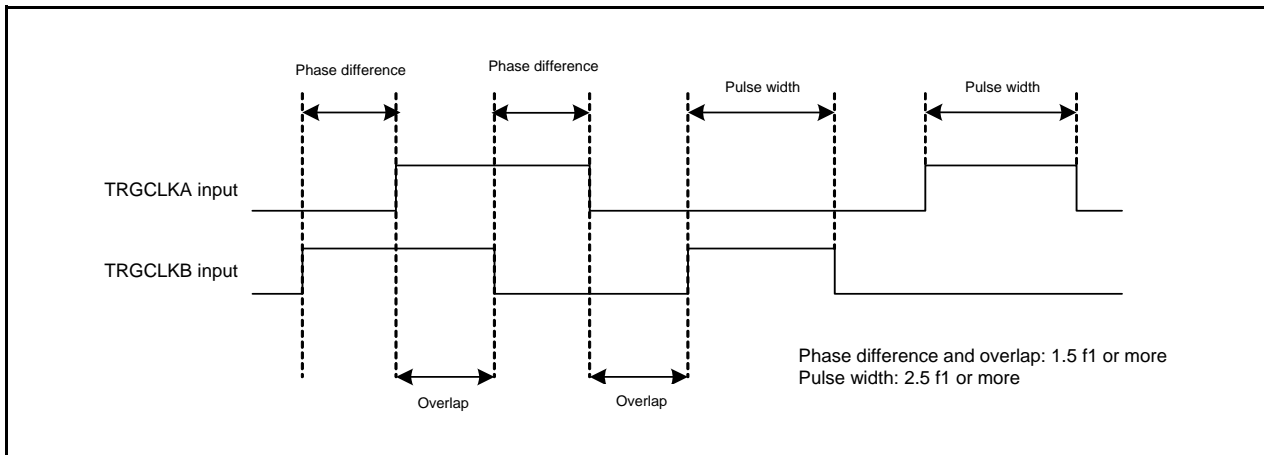 Phase difference
Phase difference
Pulse width
Pulse width
TRGCLKA input
TRGCLKB input
Phase difference and overlap: 1.5 f1 or more
Pulse width: 2.5 f1 or more
Overlap
Overlap